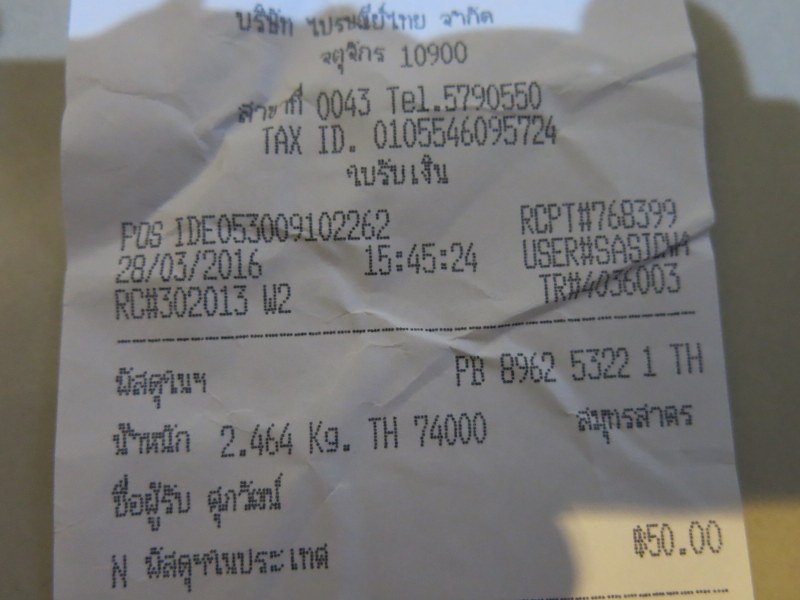 บริษัท ไปรษณีย์ไทย จำกัด
จตุจักร 10900
สาขาที่ 0043 Tel.5790550
TAX ID. 0105546095724
ใบรับเงิน
POS IDE053009102262 RCPT#768399
28/03/2016 15:45:24 USER#SASICNA
RC#302013 W2 TR#4036003
พัสดุในฯ PB 8962 5322 1 TH
น้ำหนัก 2.464 Kg. TH 74000 สมุทรสาคร
ชื่อผู้รับ ศุภวัฒน์
N พัสดุฯในประเทศ ฿50.00